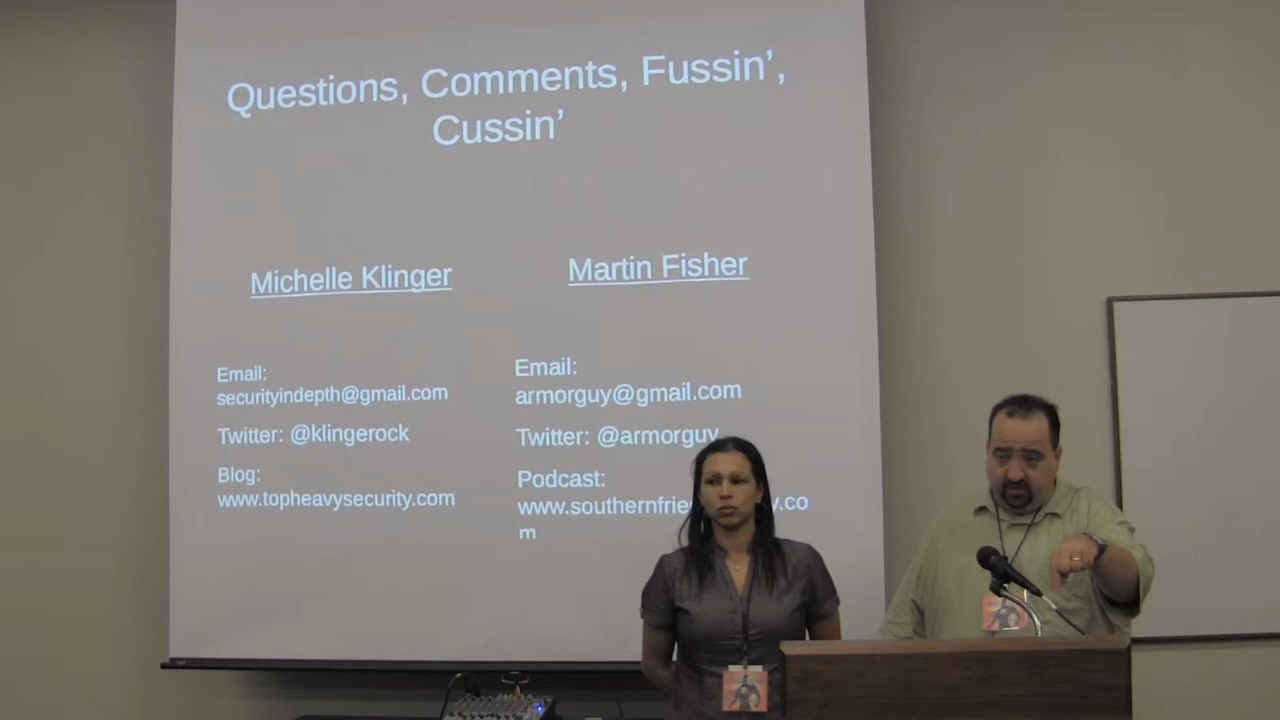 Questions, Comments, Fussin’,
Cussin’
Michelle Klinger
Email:
securityindepth@gmail.com
Twitter: @klingerock
Blog:
www.topheavysecurity.com
Martin Fisher
Email:
armorguy@gmail.com
Twitter: @armorguy
Podcast: